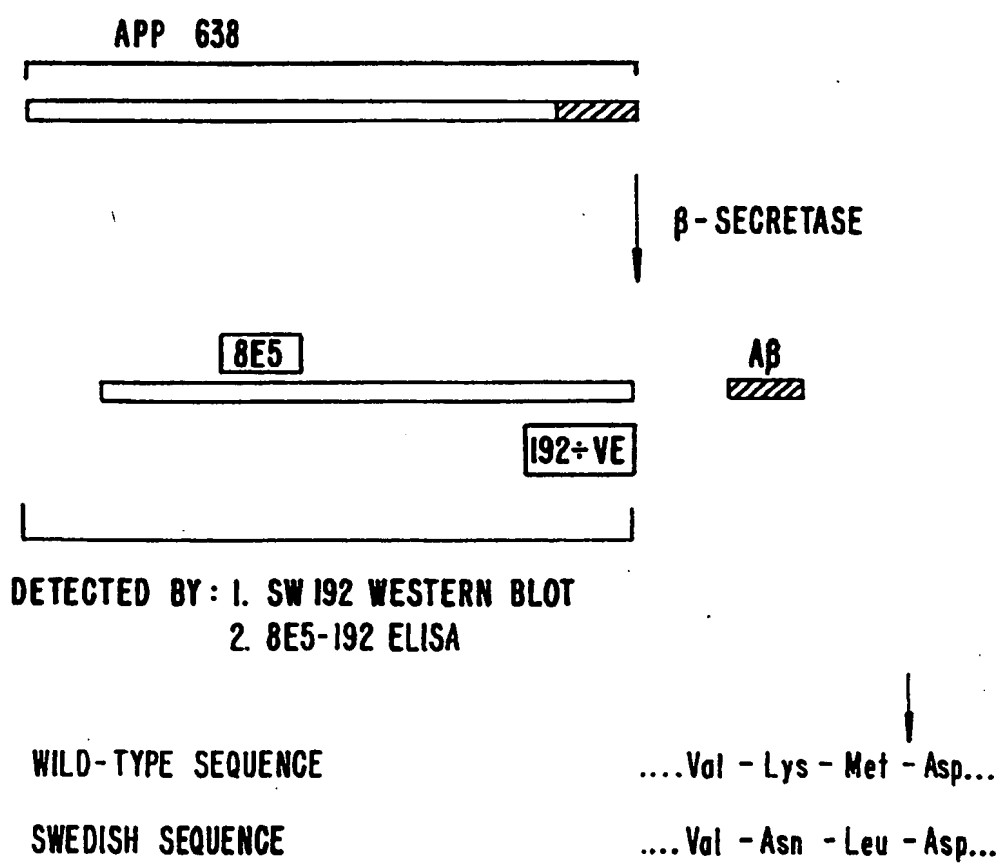 APP 638
β-SECRETASE
8E5
Aβ
192÷VE
DETECTED BY: 1. SW 192 WESTERN BLOT
2. 8E5-192 ELISA
WILD-TYPE SEQUENCE ....Val - Lys - Met - Asp...
SWEDISH SEQUENCE ....Val - Asn - Leu - Asp...